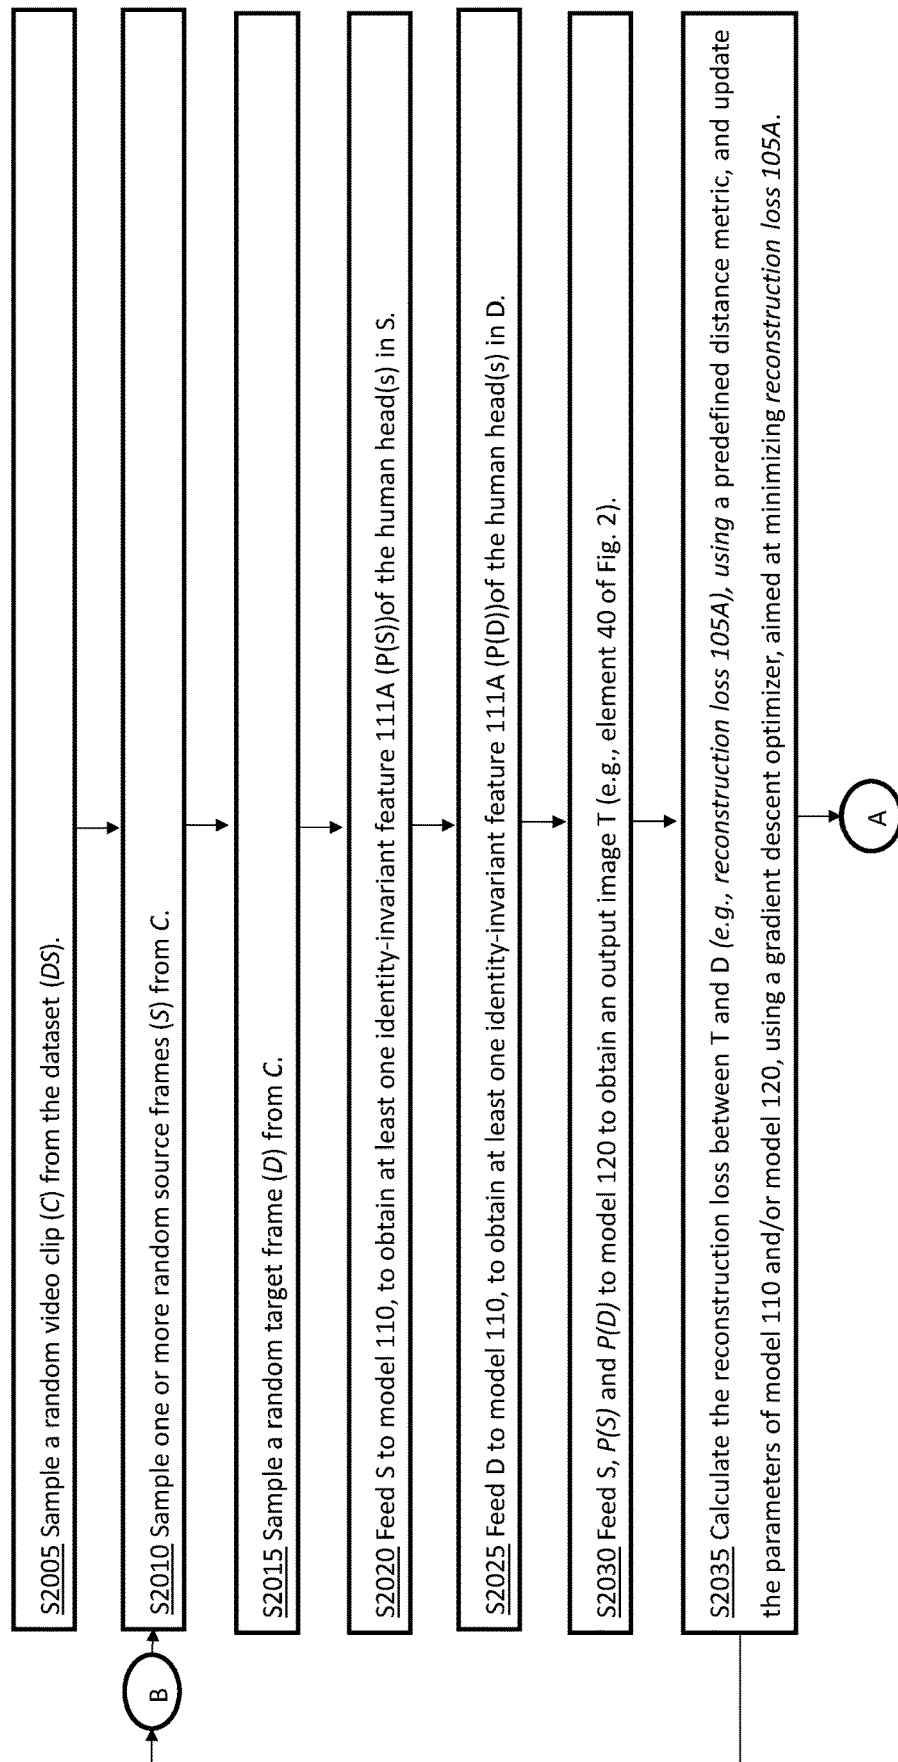 S2005 Sample a random video clip (C) from the dataset (DS).
B
S2010 Sample one or more random source frames (S) from C.
S2015 Sample a random target frame (D) from C.
S2020 Feed S to model 110, to obtain at least one identity-invariant feature 111A (P(S))of the human head(s) in S.
S2025 Feed D to model 110, to obtain at least one identity-invariant feature 111A (P(D))of the human head(s) in D.
S2030 Feed S, P(S) and P(D) to model 120 to obtain an output image T (e.g., element 40 of Fig. 2).
S2035 Calculate the reconstruction loss between T and D (e.g., reconstruction loss 105A), using a predefined distance metric, and update
the parameters of model 110 and/or model 120, using a gradient descent optimizer, aimed at minimizing reconstruction loss 105A.
A